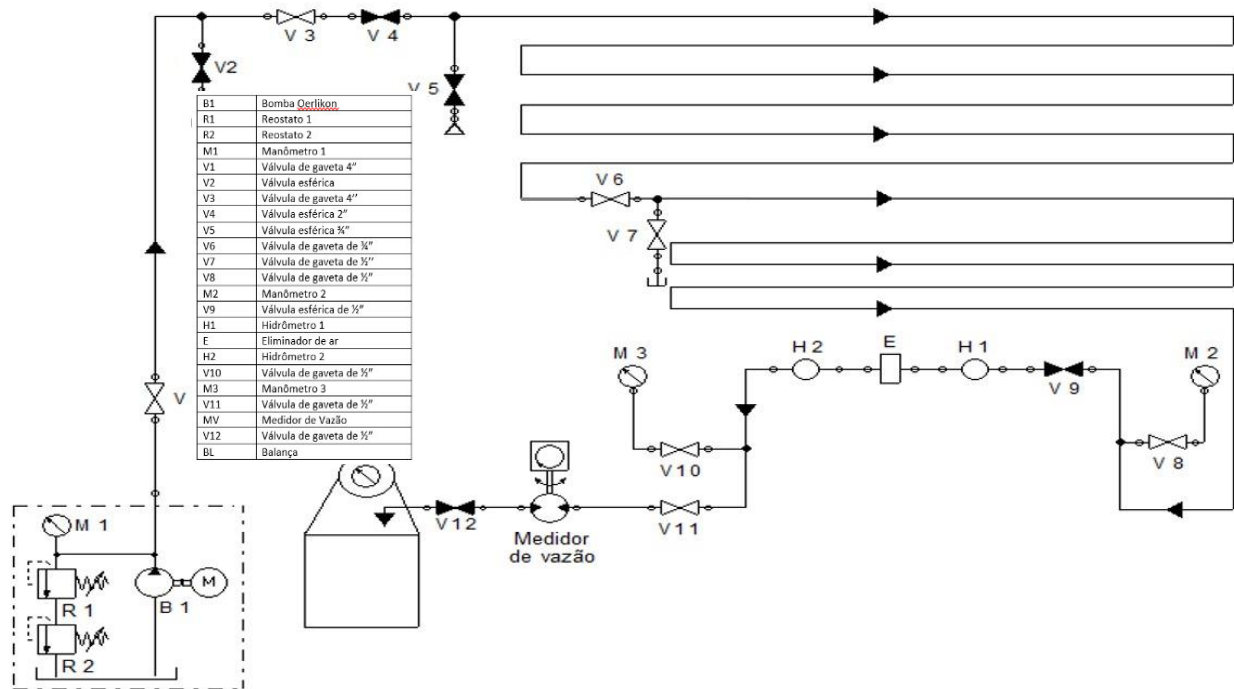 V 3
V 4
V2
V 5
B1 Bomba Oerlikon
R1 Reostato 1
R2 Reostato 2
M1 Manômetro 1
V1 Válvula de gaveta 4"
V2 Válvula esférica
V3 Válvula de gaveta 4''
V4 Válvula esférica 2"
V5 Válvula esférica ¾"
V6 Válvula de gaveta de ¾"
V7 Válvula de gaveta de ½''
V8 Válvula de gaveta de ½"
M2 Manômetro 2
V9 Válvula esférica de ½"
H1 Hidrômetro 1
E Eliminador de ar
H2 Hidrômetro 2
V10 Válvula de gaveta de ½"
M3 Manômetro 3
V11 Válvula de gaveta de ½"
MV Medidor de Vazão
V12 Válvula de gaveta de ½"
BL Balança
V 6
V 7
M 3
H 2
E
H 1
M 2
V 9
V
V10
V 8
V12
Medidor
de vazão
V11
M 1
M
R 1
B 1
R 2